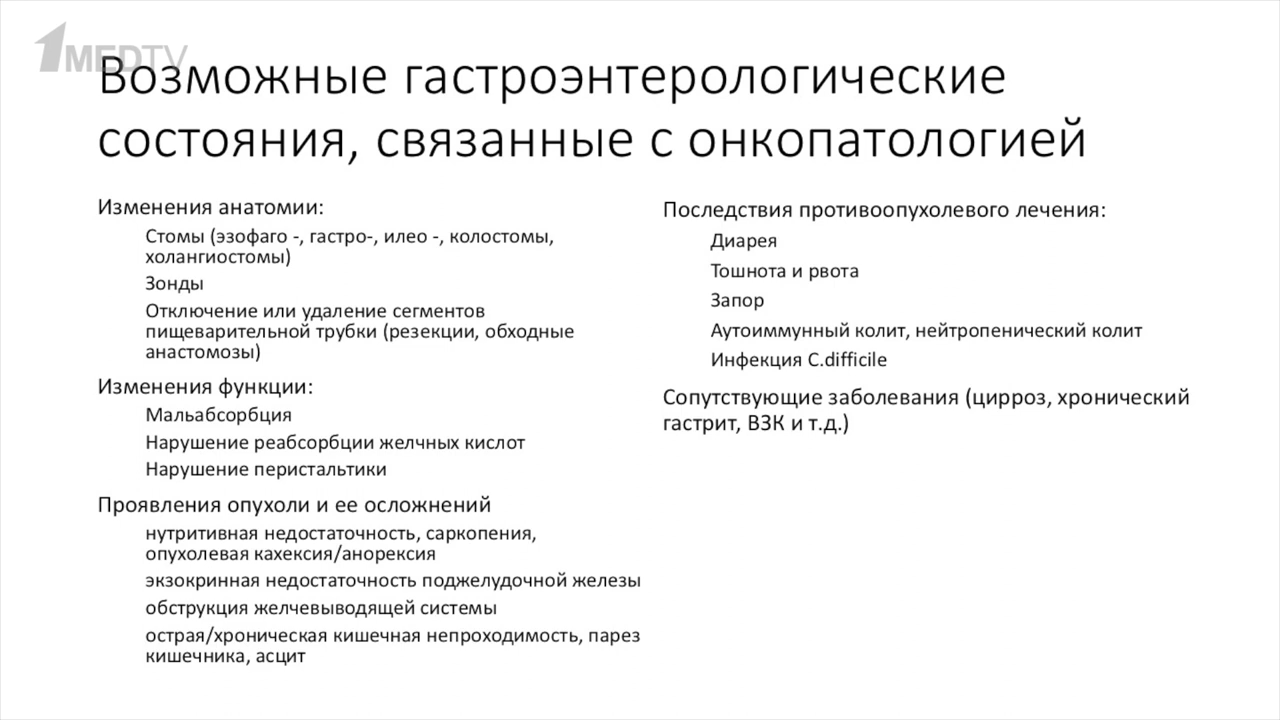 1MEDTV
Возможные гастроэнтерологические
состояния, связанные с онкопатологией
Изменения анатомии:
Стомы (эзофаго -, гастро-, илео -, колостомы,
холангиостомы)
Зонды
Отключение или удаление сегментов
пищеварительной трубки (резекции, обходные
анастомозы)
Изменения функции:
Мальабсорбция
Нарушение реабсорбции желчных кислот
Нарушение перистальтики
Проявления опухоли и ее осложнений
нутритивная недостаточность, саркопения,
опухолевая кахексия/анорексия
экзокринная недостаточность поджелудочной железы
обструкция желчевыводящей системы
острая/хроническая кишечная непроходимость, парез
кишечника, асцит
Последствия противоопухолевого лечения:
Диарея
Тошнота и рвота
Запор
Аутоиммунный колит, нейтропенический колит
Инфекция C.difficile
Сопутствующие заболевания (цирроз, хронический
гастрит, ВЗК и т.д.)